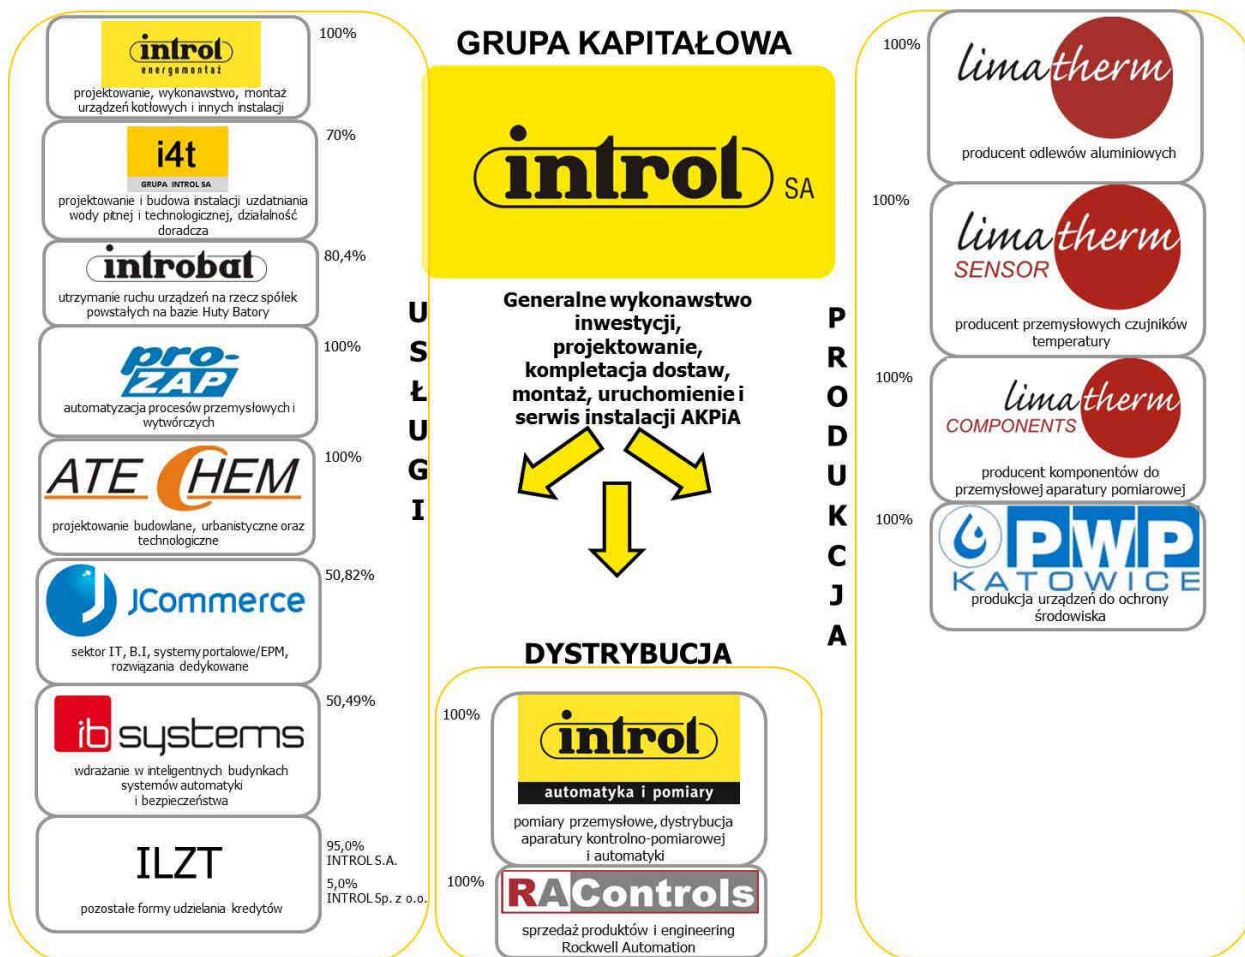 GRUPA KAPITAŁOWA
introl SA
Generalne wykonawstwo
inwestycji,
projektowanie,
kompletacja dostaw,
montaż, uruchomienie i
serwis instalacji AKPiA
USŁUGI
introl
energomontaż
100%
projektowanie, wykonawstwo, montaż
urządzeń kotłowych i innych instalacji
i4t
GRUPA INTROL SA
70%
projektowanie i budowa instalacji uzdatniania
wody pitnej i technologicznej, działalność
doradcza
introbat
80,4%
utrzymanie ruchu urządzeń na rzecz spółek
powstałych na bazie Huty Batory
pro-
ZAP
100%
automatyzacja procesów przemysłowych i
wytwórczych
ATECHEM
100%
projektowanie budowlane, urbanistyczne oraz
technologiczne
JCommerce
50,82%
sektor IT, B.I, systemy portalowe/EPM,
rozwiązania dedykowane
ib systems
50,49%
wdrażanie w inteligentnych budynkach
systemów automatyki
i bezpieczeństwa
ILZT
95,0%
INTROL S.A.
5,0%
INTROL Sp. z o.o.
pozostałe formy udzielania kredytów
DYSTRYBUCJA
100%
introl
automatyka i pomiary
pomiary przemysłowe, dystrybucja
aparatury kontrolno-pomiarowej
i automatyki
100%
RAControls
sprzedaż produktów i engineering
Rockwell Automation
PRODUKCJA
100%
limatherm
producent odlewów aluminiowych
100%
limatherm
SENSOR
producent przemysłowych czujników
temperatury
100%
limatherm
COMPONENTS
producent komponentów do
przemysłowej aparatury pomiarowej
100%
PWP
KATOWICE
produkcja urządzeń do ochrony
środowiska